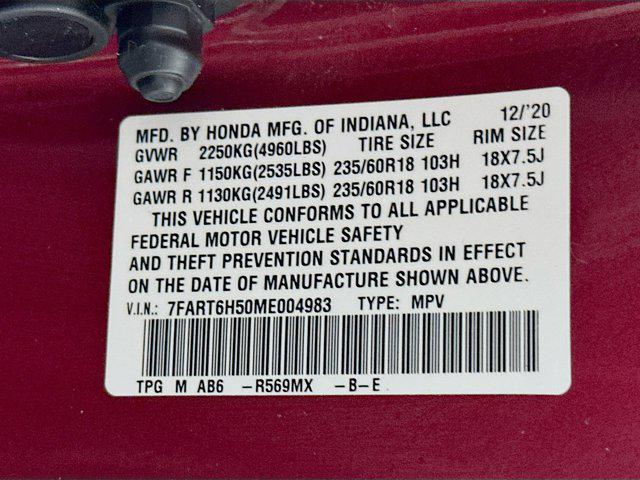 MFD. BY HONDA MFG. OF INDIANA, LLC 12/'20
GVWR 2250KG(4960LBS) TIRE SIZE RIM SIZE
GAWR F 1150KG(2535LBS) 235/60R18 103H 18X7.5J
GAWR R 1130KG(2491LBS) 235/60R18 103H 18X7.5J
THIS VEHICLE CONFORMS TO ALL APPLICABLE
FEDERAL MOTOR VEHICLE SAFETY
AND THEFT PREVENTION STANDARDS IN EFFECT
ON THE DATE OF MANUFACTURE SHOWN ABOVE.
V.I.N.: 7FART6H50ME004983 TYPE: MPV
TPG M AB6 -R569MX -B-E